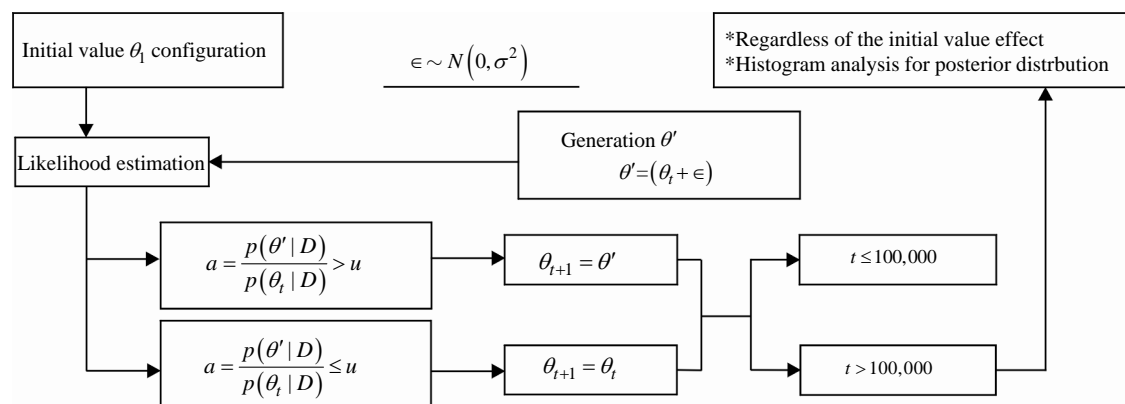 Initial value θ₁ configuration
∈ ~ N(0, σ²)
*Regardless of the initial value effect
*Histogram analysis for posterior distrbution
Likelihood estimation
Generation θ′
θ′=(θₜ + ∈)
a = p(θ′ | D) / p(θₜ | D) > u
θₜ₊₁ = θ′
t ≤ 100,000
a = p(θ′ | D) / p(θₜ | D) ≤ u
θₜ₊₁ = θₜ
t > 100,000